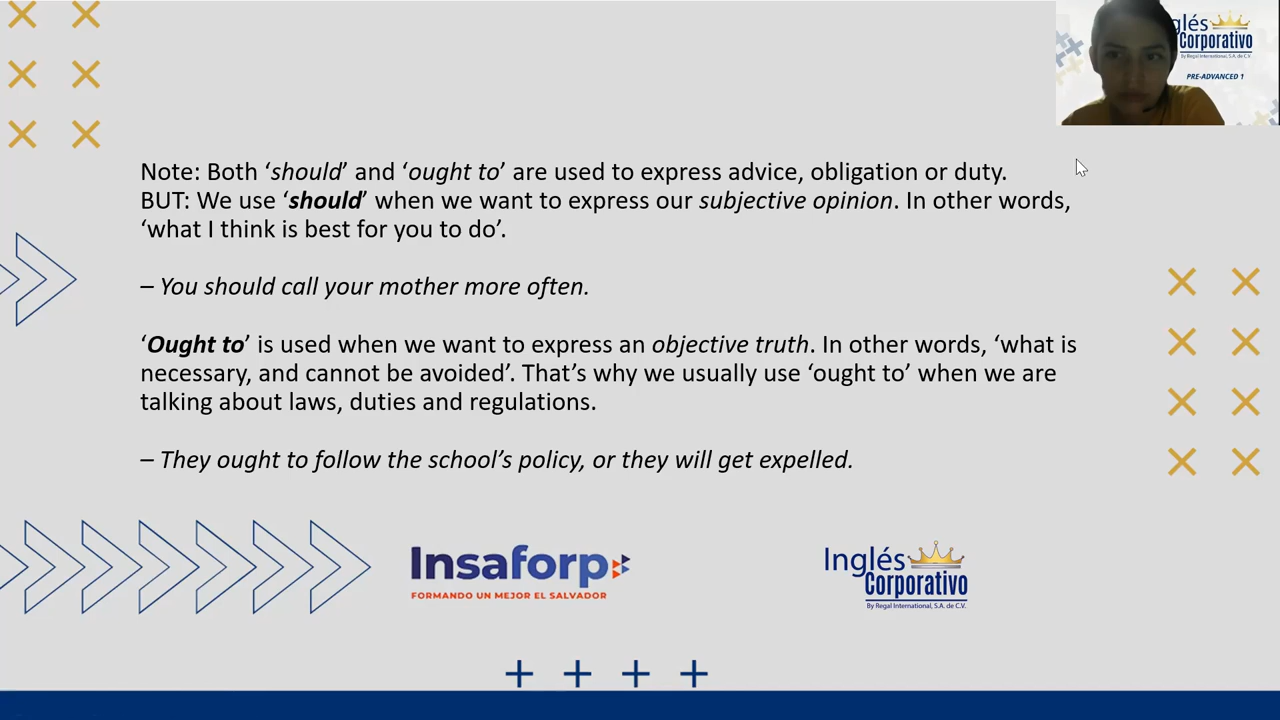 glés
Corporativo
by Regal International, S.A. de C.V.
PRE-ADVANCED 1
Note: Both ‘should’ and ‘ought to’ are used to express advice, obligation or duty.
BUT: We use ‘should’ when we want to express our subjective opinion. In other words,
‘what I think is best for you to do’.
– You should call your mother more often.
‘Ought to’ is used when we want to express an objective truth. In other words, ‘what is
necessary, and cannot be avoided’. That’s why we usually use ‘ought to’ when we are
talking about laws, duties and regulations.
– They ought to follow the school’s policy, or they will get expelled.
Insaforp
FORMANDO UN MEJOR EL SALVADOR
Inglés
Corporativo
By Regal International, S.A. de C.V.